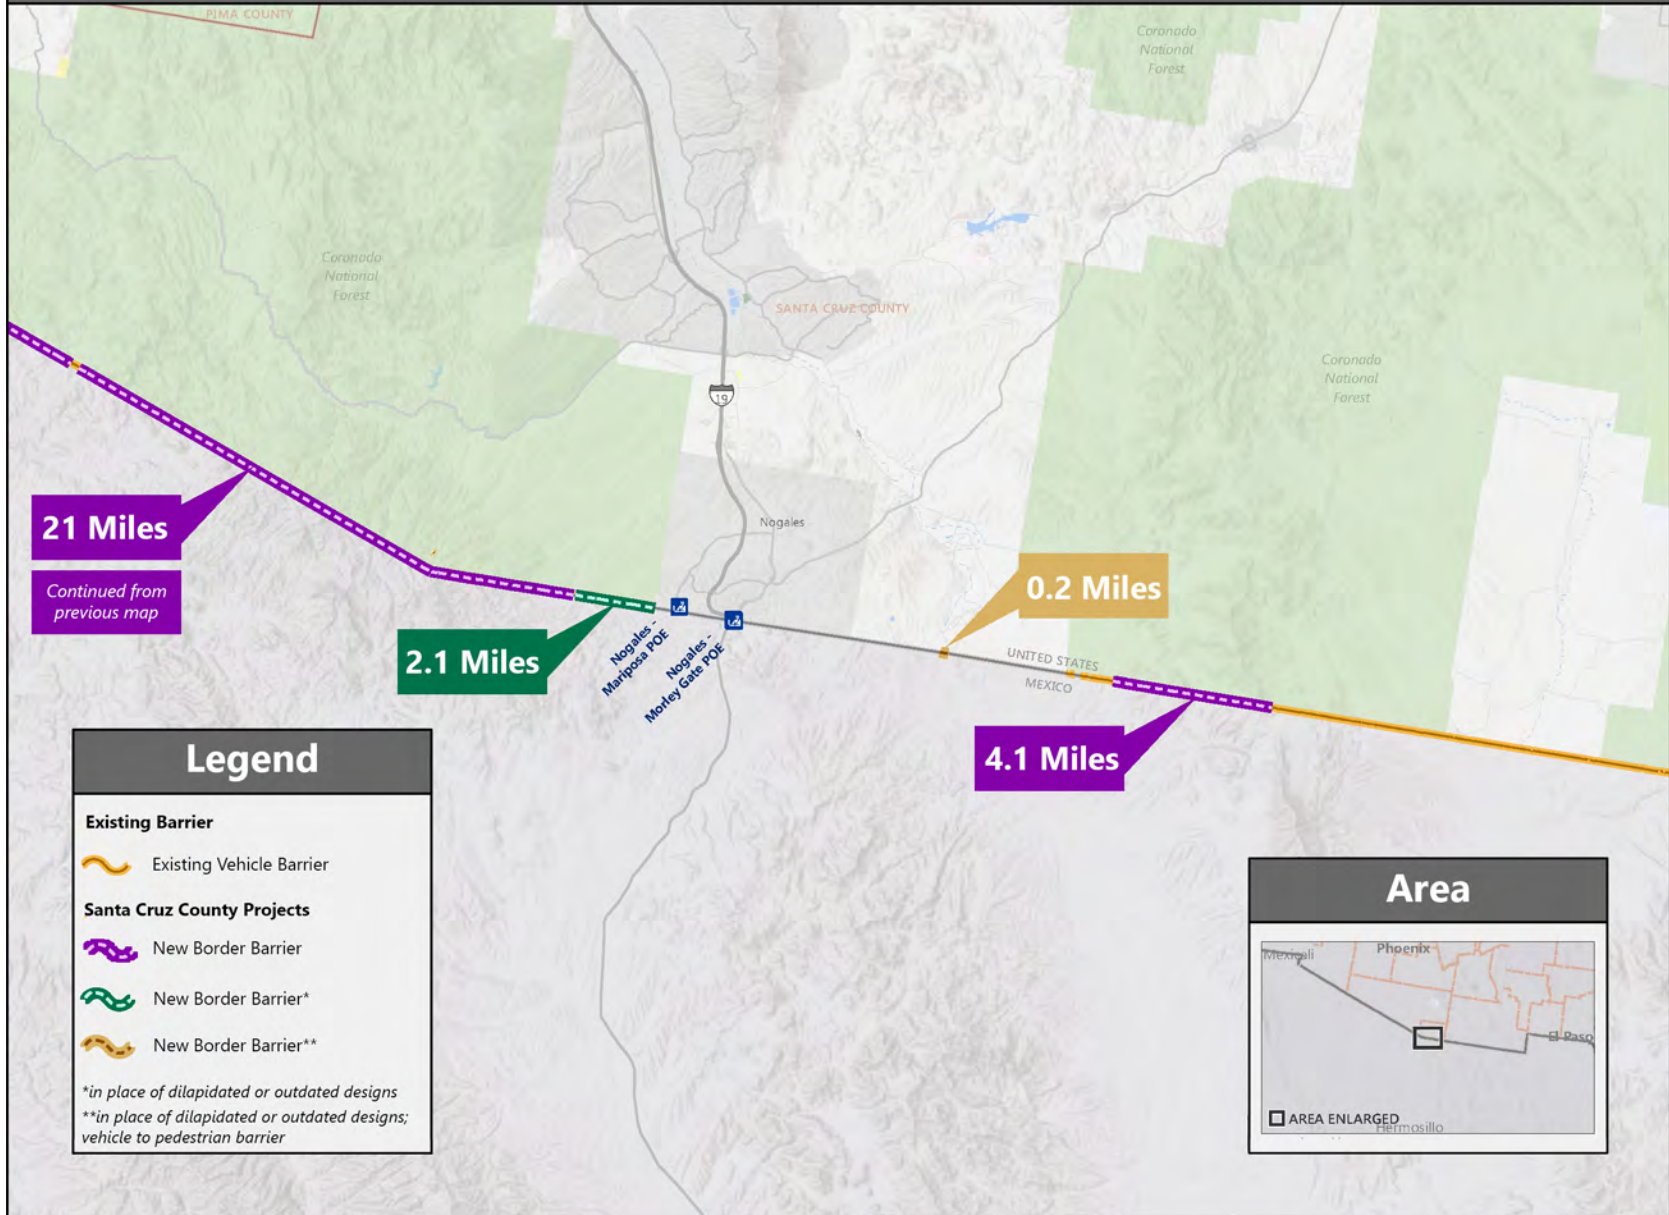 PIMA COUNTY
Coronado
National
Forest
Coronado
National
Forest
SANTA CRUZ COUNTY
Coronado
National
Forest
19
21 Miles
Continued from
previous map
Nogales
0.2 Miles
2.1 Miles
Nogales -
Mariposa POE
Nogales -
Morley Gate POE
UNITED STATES
MEXICO
4.1 Miles
Legend
Existing Barrier
Existing Vehicle Barrier
Santa Cruz County Projects
New Border Barrier
New Border Barrier*
New Border Barrier**
*in place of dilapidated or outdated designs
**in place of dilapidated or outdated designs;
vehicle to pedestrian barrier
Area
Mexicali
Phoenix
El Paso
AREA ENLARGED
Hermosillo